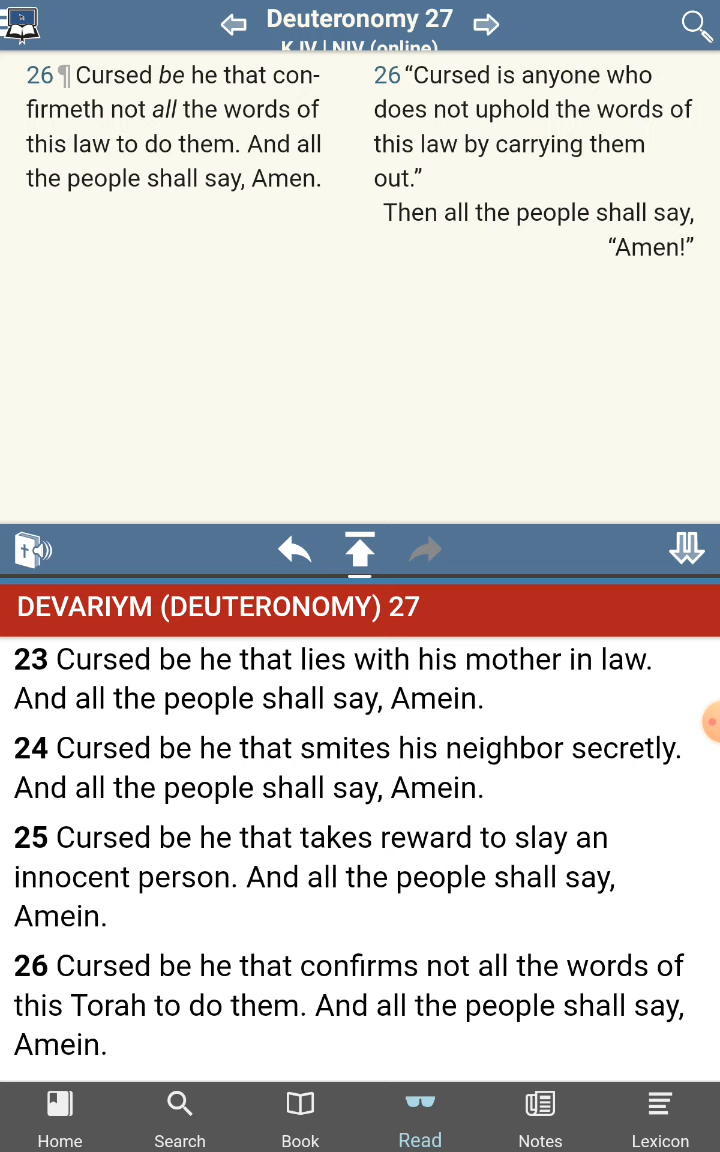 Deuteronomy 27
KJV | NIV (online)
26 ¶ Cursed be he that con-
firmeth not all the words of
this law to do them. And all
the people shall say, Amen.
26 “Cursed is anyone who
does not uphold the words of
this law by carrying them
out.”
Then all the people shall say,
“Amen!”
DEVARIYM (DEUTERONOMY) 27
23 Cursed be he that lies with his mother in law.
And all the people shall say, Amein.
24 Cursed be he that smites his neighbor secretly.
And all the people shall say, Amein.
25 Cursed be he that takes reward to slay an
innocent person. And all the people shall say,
Amein.
26 Cursed be he that confirms not all the words of
this Torah to do them. And all the people shall say,
Amein.
Home
Search
Book
Read
Notes
Lexicon